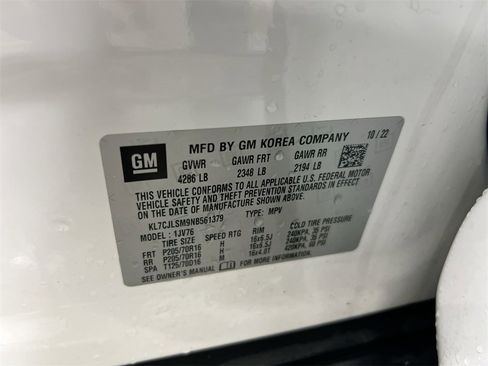 MFD BY GM KOREA COMPANY 10/22
GM
GVWR GAWR FRT GAWR RR
4286 LB 2348 LB 2194 LB
THIS VEHICLE CONFORMS TO ALL APPLICABLE U.S. FEDERAL MOTOR
VEHICLE SAFETY AND THEFT PREVENTION STANDARDS IN EFFECT ON
THE DATE OF MANUFACTURE SHOWN ABOVE.
KL7CJLSM9NB561379 TYPE: MPV
MODEL: 1JV76
TIRE SIZE SPEED RTG RIM COLD TIRE PRESSURE
FRT P205/70R16 H 16x6.5J 240KPA, 35 PSI
RR P205/70R16 H 16x6.5J 240KPA, 35 PSI
SPA T125/70D16 M 16x4.0T 420KPA, 60 PSI
SEE OWNER'S MANUAL FOR MORE INFORMATION.